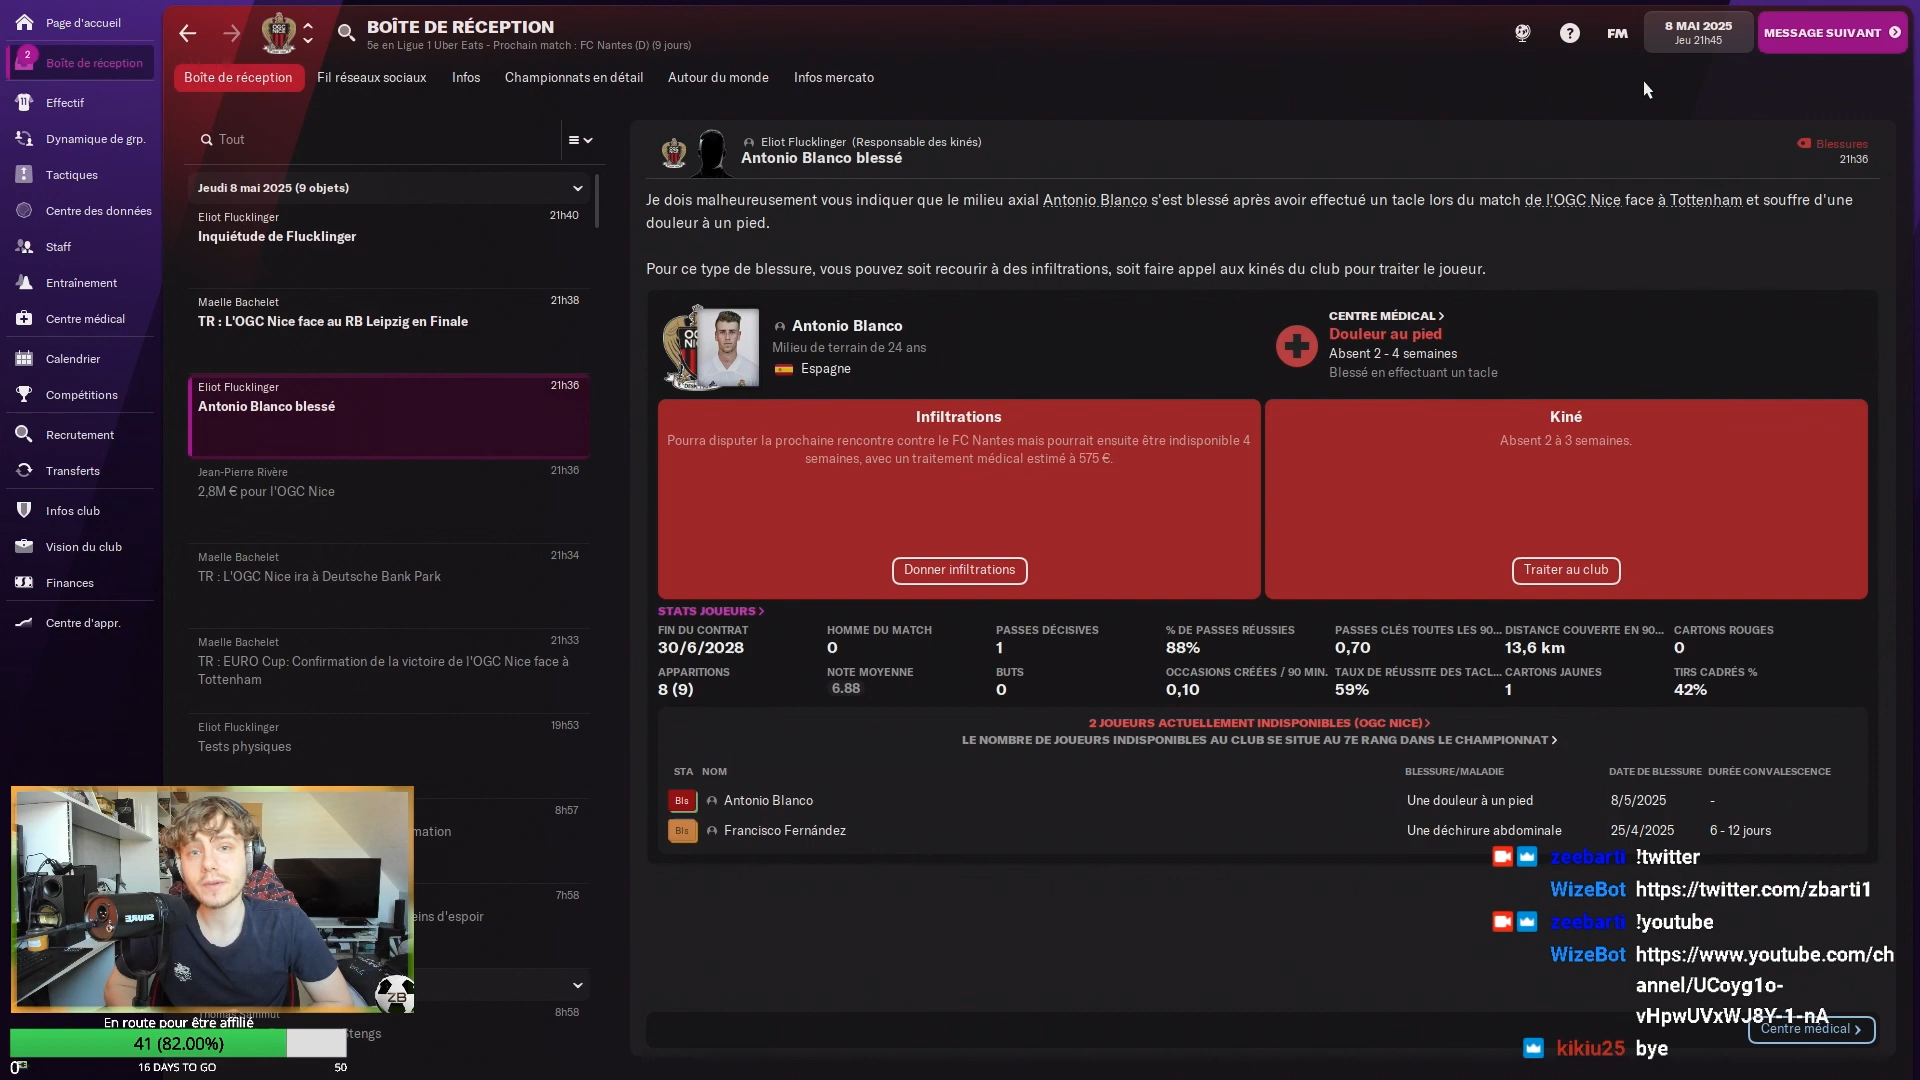 Page d'accueil
2
Boîte de réception
Effectif
Dynamique de grp.
Tactiques
Centre des données
Staff
Entraînement
Centre médical
Calendrier
Compétitions
Recrutement
Transferts
Infos club
Vision du club
Finances
Centre d'appr.
BOÎTE DE RÉCEPTION
5e en Ligue 1 Uber Eats - Prochain match : FC Nantes (D) (9 jours)
FM
8 MAI 2025
Jeu 21h45
MESSAGE SUIVANT
Boîte de réception Fil réseaux sociaux Infos Championnats en détail Autour du monde Infos mercato
Tout
Jeudi 8 mai 2025 (9 objets)
Eliot Flucklinger 21h40
Inquiétude de Flucklinger
Maelle Bachelet 21h38
TR : L'OGC Nice face au RB Leipzig en Finale
Eliot Flucklinger 21h36
Antonio Blanco blessé
Jean-Pierre Rivère 21h36
2,8M € pour l'OGC Nice
Maelle Bachelet 21h34
TR : L'OGC Nice ira à Deutsche Bank Park
Maelle Bachelet 21h33
TR : EURO Cup: Confirmation de la victoire de l'OGC Nice face à
Tottenham
Eliot Flucklinger 19h53
Tests physiques
8h57
mation
7h58
eins d'espoir
8h58
Stengs
Eliot Flucklinger (Responsable des kinés)
Antonio Blanco blessé
Blessures
21h36
Je dois malheureusement vous indiquer que le milieu axial Antonio Blanco s'est blessé après avoir effectué un tacle lors du match de l'OGC Nice face à Tottenham et souffre d'une
douleur à un pied.
Pour ce type de blessure, vous pouvez soit recourir à des infiltrations, soit faire appel aux kinés du club pour traiter le joueur.
Antonio Blanco
Milieu de terrain de 24 ans
Espagne
CENTRE MÉDICAL >
Douleur au pied
Absent 2 - 4 semaines
Blessé en effectuant un tacle
Infiltrations
Pourra disputer la prochaine rencontre contre le FC Nantes mais pourrait ensuite être indisponible 4
semaines, avec un traitement médical estimé à 575 €.
Donner infiltrations
Kiné
Absent 2 à 3 semaines.
Traiter au club
STATS JOUEURS >
FIN DU CONTRAT HOMME DU MATCH PASSES DÉCISIVES % DE PASSES RÉUSSIES PASSES CLÉS TOUTES LES 90... DISTANCE COUVERTE EN 90... CARTONS ROUGES
30/6/2028 0 1 88% 0,70 13,6 km 0
APPARITIONS NOTE MOYENNE BUTS OCCASIONS CRÉÉES / 90 MIN. TAUX DE RÉUSSITE DES TACL... CARTONS JAUNES TIRS CADRÉS %
8 (9) 6.88 0 0,10 59% 1 42%
2 JOUEURS ACTUELLEMENT INDISPONIBLES (OGC NICE) >
LE NOMBRE DE JOUEURS INDISPONIBLES AU CLUB SE SITUE AU 7E RANG DANS LE CHAMPIONNAT >
STA NOM BLESSURE/MALADIE DATE DE BLESSURE DURÉE CONVALESCENCE
Bls Antonio Blanco Une douleur à un pied 8/5/2025 -
Bls Francisco Fernández Une déchirure abdominale 25/4/2025 6 - 12 jours
Centre médical >
zeebarti !twitter
WizeBot https://twitter.com/zbarti1
zeebarti !youtube
WizeBot https://www.youtube.com/ch
annel/UCoyg1o-
vHpwUVxWJ8Y-1-nA
kikiu25 bye
SHURE
ZB
En route pour être affilié
41 (82.00%)
0 16 DAYS TO GO 50